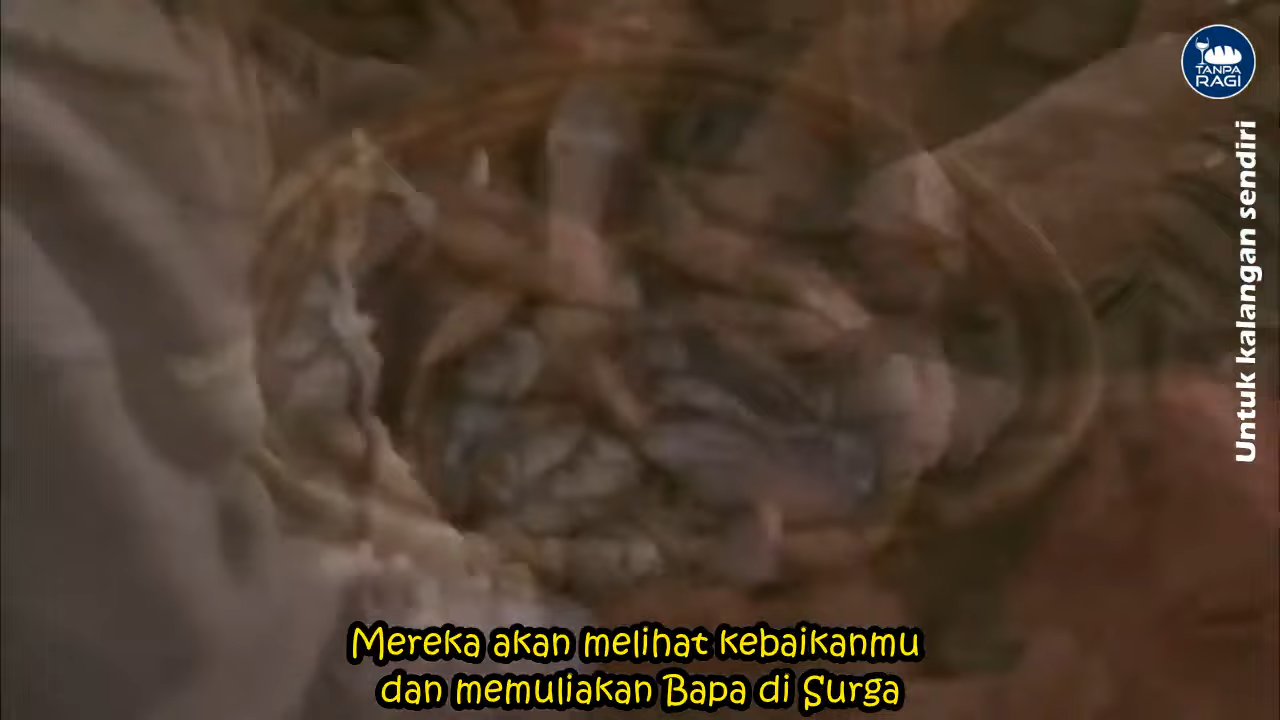 TANPA
RAGI
Untuk kalangan sendiri
Mereka akan melihat kebaikanmu
dan memuliakan Bapa di Surga